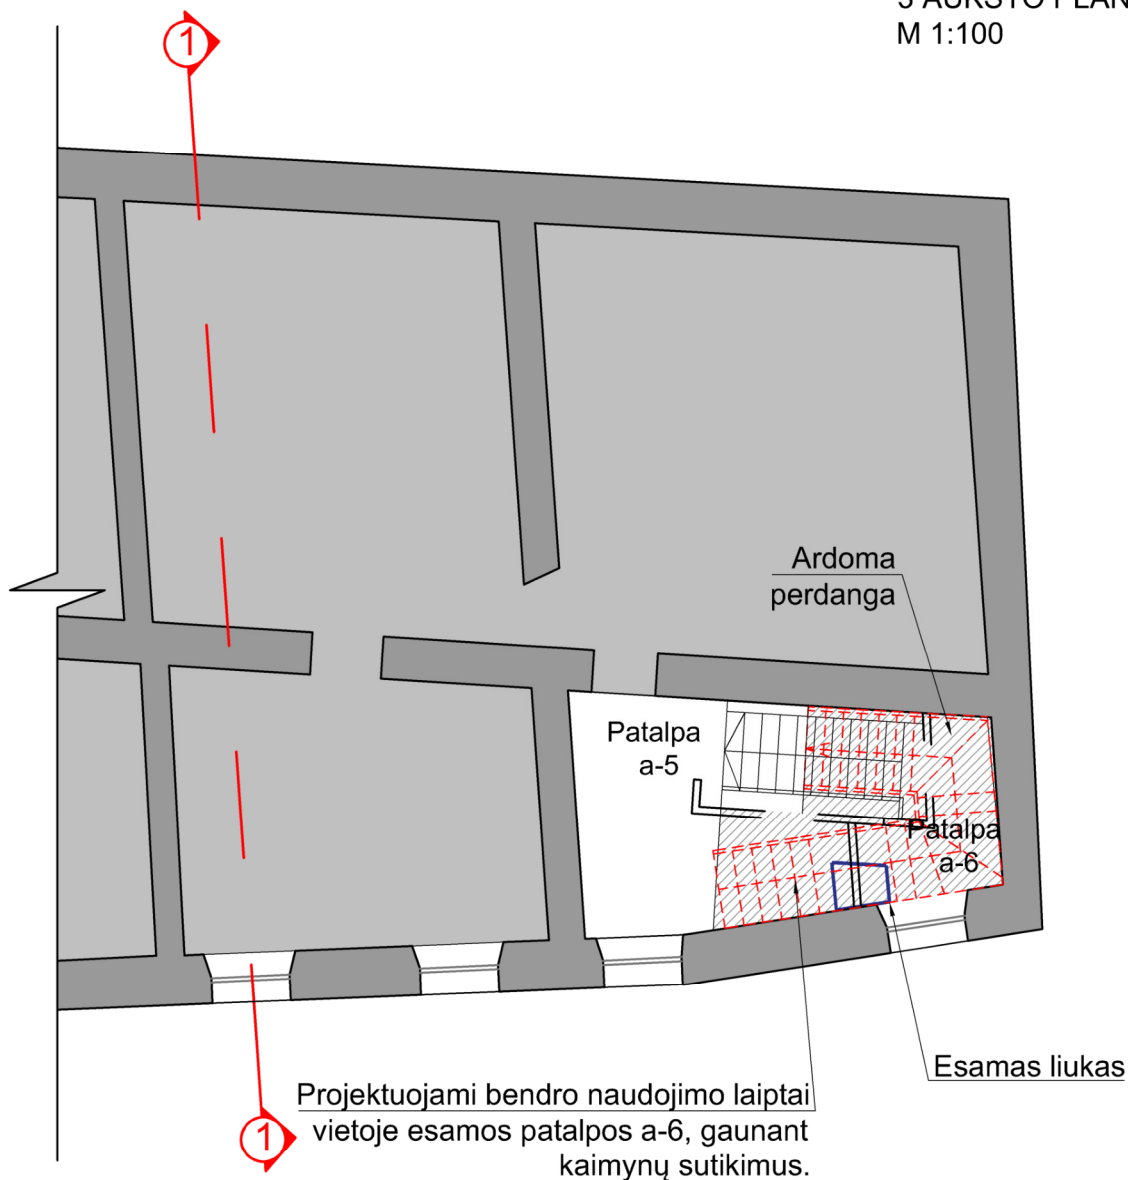 M 1:100
1
Ardoma
perdanga
Patalpa
a-5
Patalpa
a-6
Esamas liukas
Projektuojami bendro naudojimo laiptai
vietoje esamos patalpos a-6, gaunant
kaimynų sutikimus.
1